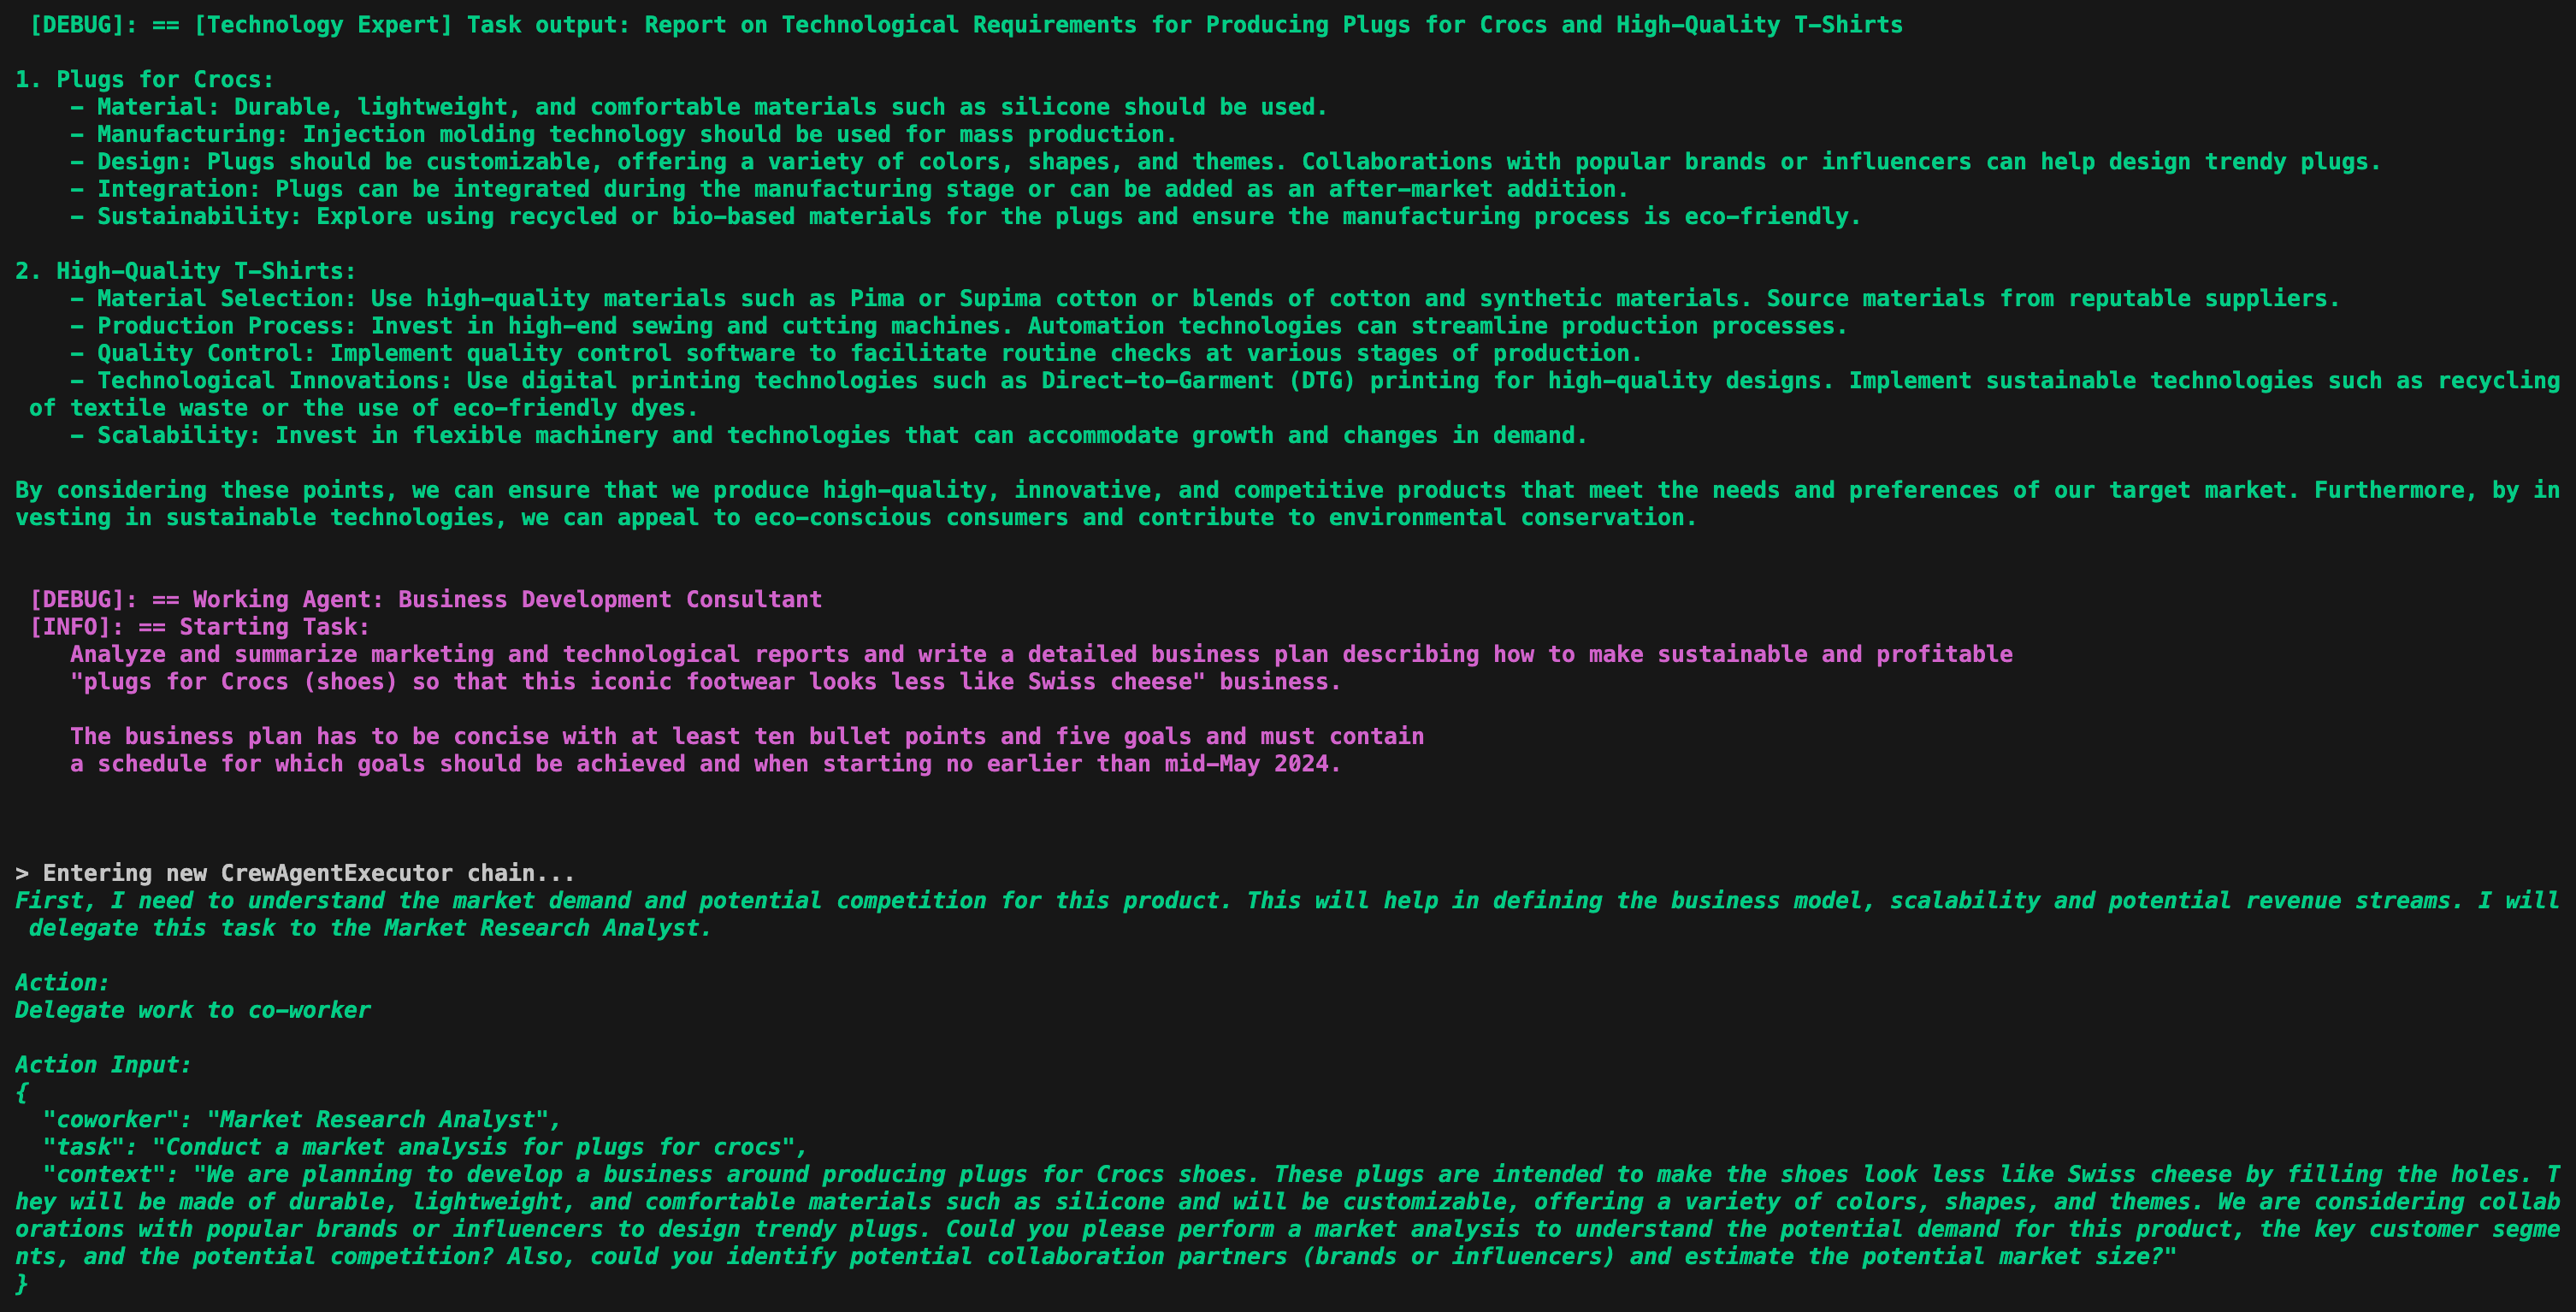 [DEBUG]: == [Technology Expert] Task output: Report on Technological Requirements for Producing Plugs for Crocs and High-Quality T-Shirts
1. Plugs for Crocs:
- Material: Durable, lightweight, and comfortable materials such as silicone should be used.
- Manufacturing: Injection molding technology should be used for mass production.
- Design: Plugs should be customizable, offering a variety of colors, shapes, and themes. Collaborations with popular brands or influencers can help design trendy plugs.
- Integration: Plugs can be integrated during the manufacturing stage or can be added as an after-market addition.
- Sustainability: Explore using recycled or bio-based materials for the plugs and ensure the manufacturing process is eco-friendly.
2. High-Quality T-Shirts:
- Material Selection: Use high-quality materials such as Pima or Supima cotton or blends of cotton and synthetic materials. Source materials from reputable suppliers.
- Production Process: Invest in high-end sewing and cutting machines. Automation technologies can streamline production processes.
- Quality Control: Implement quality control software to facilitate routine checks at various stages of production.
- Technological Innovations: Use digital printing technologies such as Direct-to-Garment (DTG) printing for high-quality designs. Implement sustainable technologies such as recycling
of textile waste or the use of eco-friendly dyes.
- Scalability: Invest in flexible machinery and technologies that can accommodate growth and changes in demand.
By considering these points, we can ensure that we produce high-quality, innovative, and competitive products that meet the needs and preferences of our target market. Furthermore, by in
vesting in sustainable technologies, we can appeal to eco-conscious consumers and contribute to environmental conservation.
[DEBUG]: == Working Agent: Business Development Consultant
[INFO]: == Starting Task:
Analyze and summarize marketing and technological reports and write a detailed business plan describing how to make sustainable and profitable
"plugs for Crocs (shoes) so that this iconic footwear looks less like Swiss cheese" business.
The business plan has to be concise with at least ten bullet points and five goals and must contain
a schedule for which goals should be achieved and when starting no earlier than mid-May 2024.
> Entering new CrewAgentExecutor chain...
First, I need to understand the market demand and potential competition for this product. This will help in defining the business model, scalability and potential revenue streams. I will
delegate this task to the Market Research Analyst.
Action:
Delegate work to co-worker
Action Input:
{
"coworker": "Market Research Analyst",
"task": "Conduct a market analysis for plugs for crocs",
"context": "We are planning to develop a business around producing plugs for Crocs shoes. These plugs are intended to make the shoes look less like Swiss cheese by filling the holes. T
hey will be made of durable, lightweight, and comfortable materials such as silicone and will be customizable, offering a variety of colors, shapes, and themes. We are considering collab
orations with popular brands or influencers to design trendy plugs. Could you please perform a market analysis to understand the potential demand for this product, the key customer segme
nts, and the potential competition? Also, could you identify potential collaboration partners (brands or influencers) and estimate the potential market size?"
}